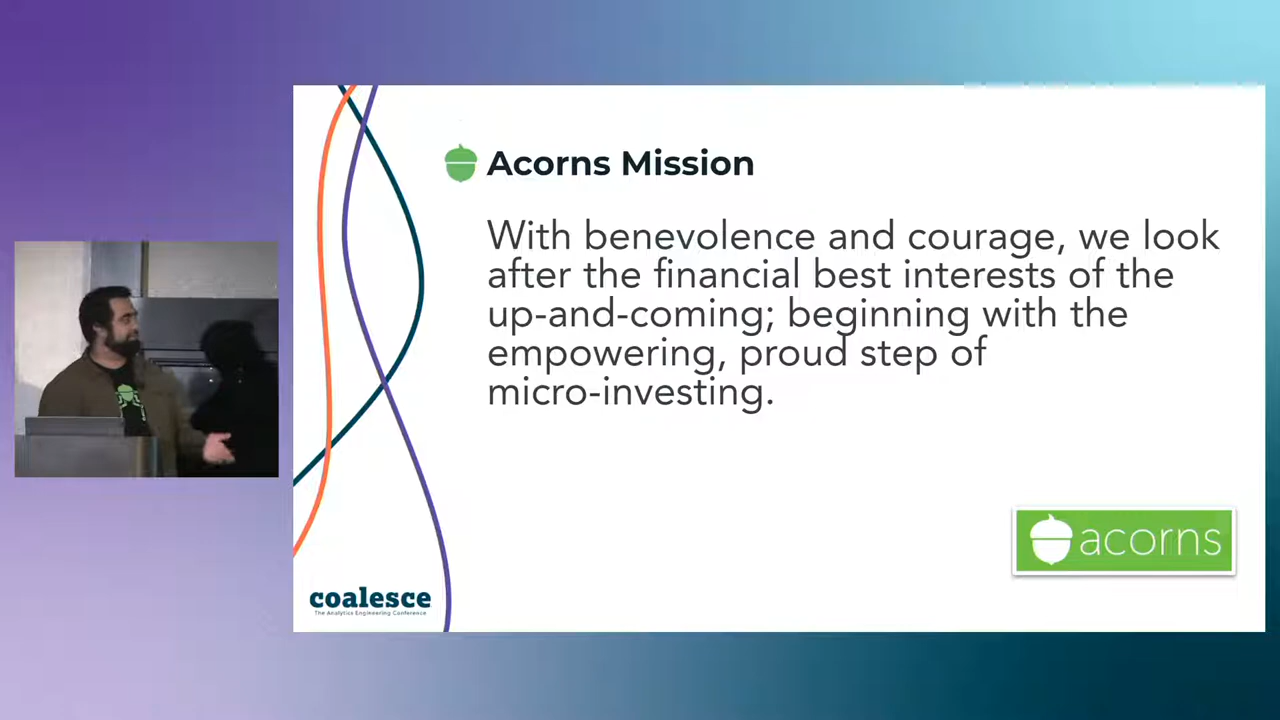 Acorns Mission
With benevolence and courage, we look
after the financial best interests of the
up-and-coming; beginning with the
empowering, proud step of
micro-investing.
acorns
coalesce
The Analytics Engineering Conference